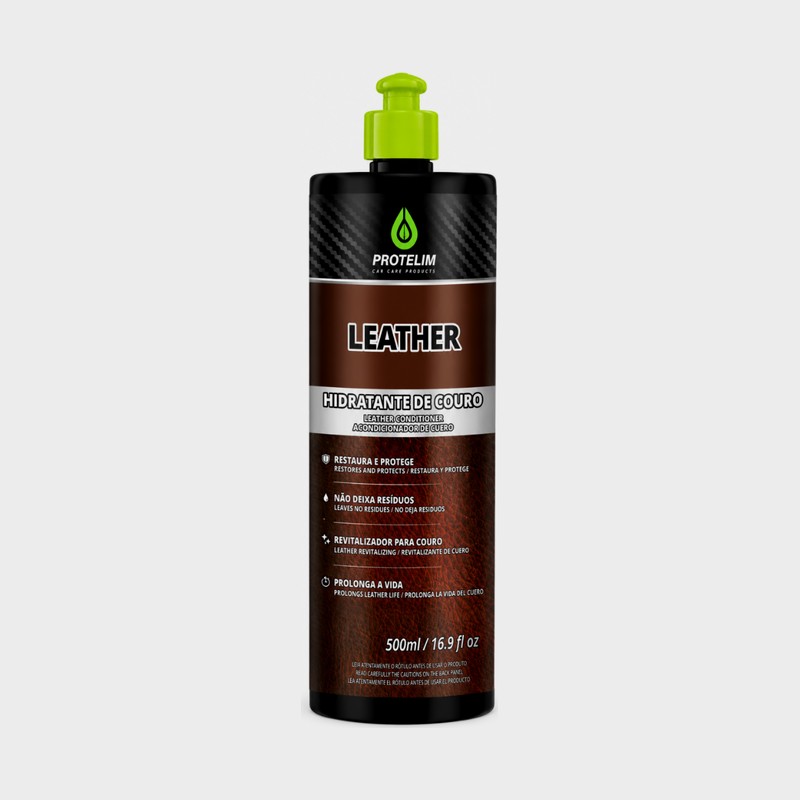 PROTELIM
CAR CARE PRODUCTS
LEATHER
HIDRATANTE DE COURO
LEATHER CONDITIONER
ACONDICIONADOR DE CUERO
RESTAURA E PROTEGE
RESTORES AND PROTECTS / RESTAURA Y PROTEGE
NÃO DEIXA RESÍDUOS
LEAVES NO RESIDUES / NO DEJA RESIDUOS
REVITALIZADOR PARA COURO
LEATHER REVITALIZING / REVITALIZANTE DE CUERO
PROLONGA A VIDA
PROLONGS LEATHER LIFE / PROLONGA LA VIDA DEL CUERO
500ml / 16.9 fl oz
LEIA ATENTAMENTE O RÓTULO ANTES DE USAR O PRODUTO
READ CAREFULLY THE CAUTIONS ON THE BACK PANEL
LEA ATENTAMENTE EL RÓTULO ANTES DE USAR EL PRODUCTO